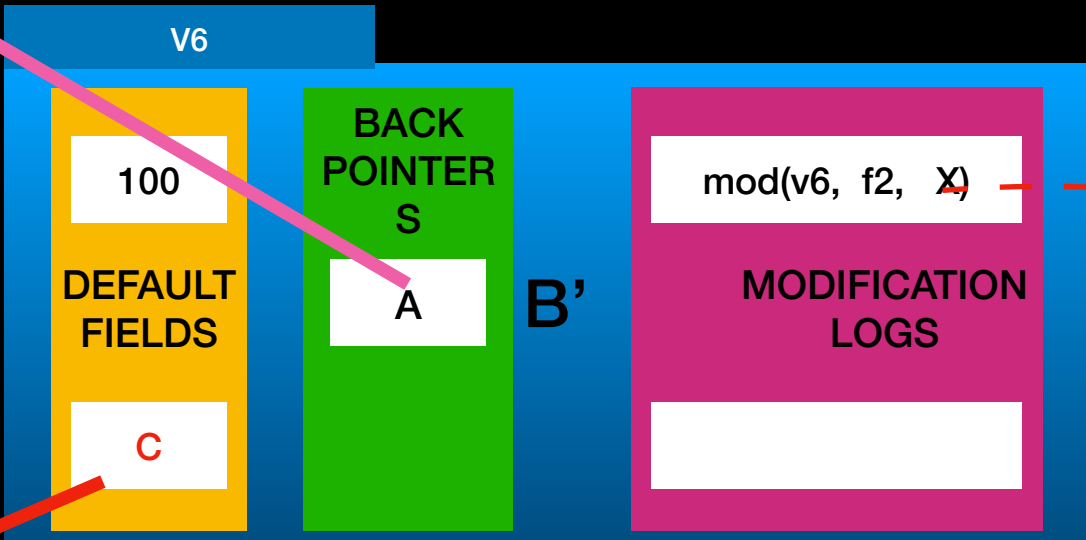 V6
100
DEFAULT
FIELDS
C
BACK
POINTER
S
A
B’
mod(v6, f2, X)
MODIFICATION
LOGS